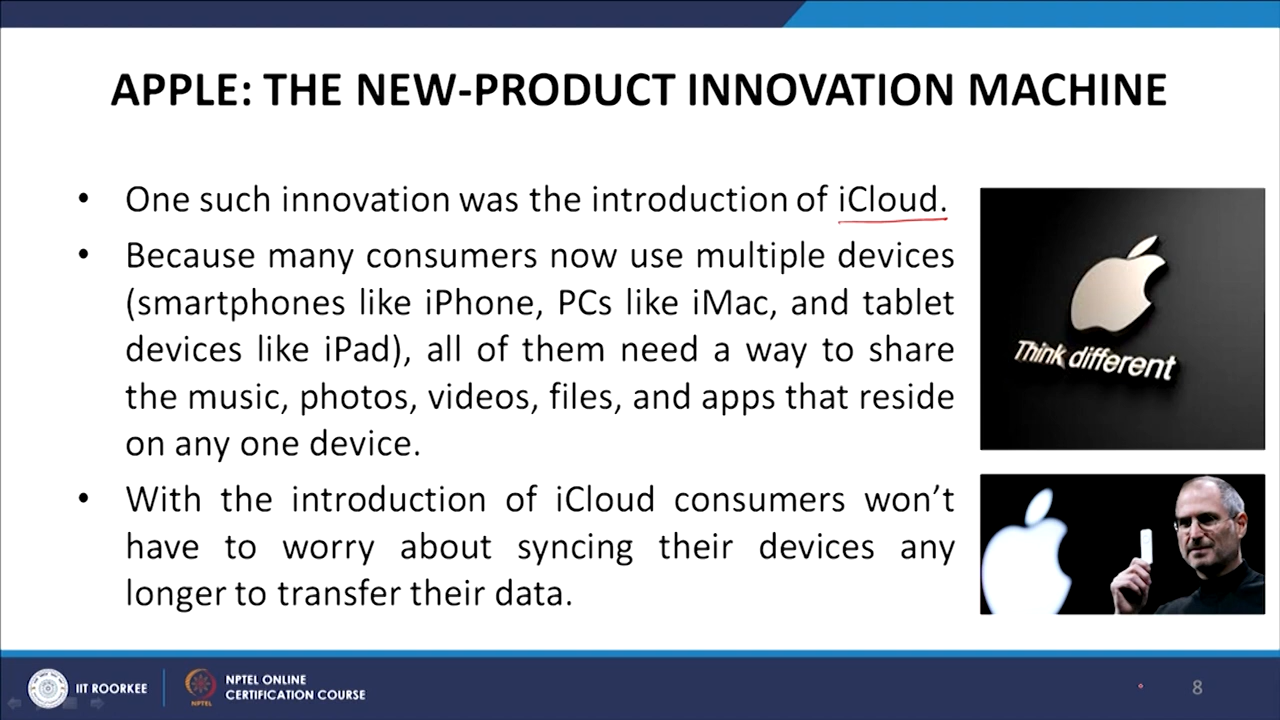 APPLE: THE NEW-PRODUCT INNOVATION MACHINE
• One such innovation was the introduction of iCloud.
• Because many consumers now use multiple devices
(smartphones like iPhone, PCs like iMac, and tablet
devices like iPad), all of them need a way to share
the music, photos, videos, files, and apps that reside
on any one device.
• With the introduction of iCloud consumers won’t
have to worry about syncing their devices any
longer to transfer their data.
Think different
IIT ROORKEE
NPTEL
NPTEL ONLINE
CERTIFICATION COURSE
8